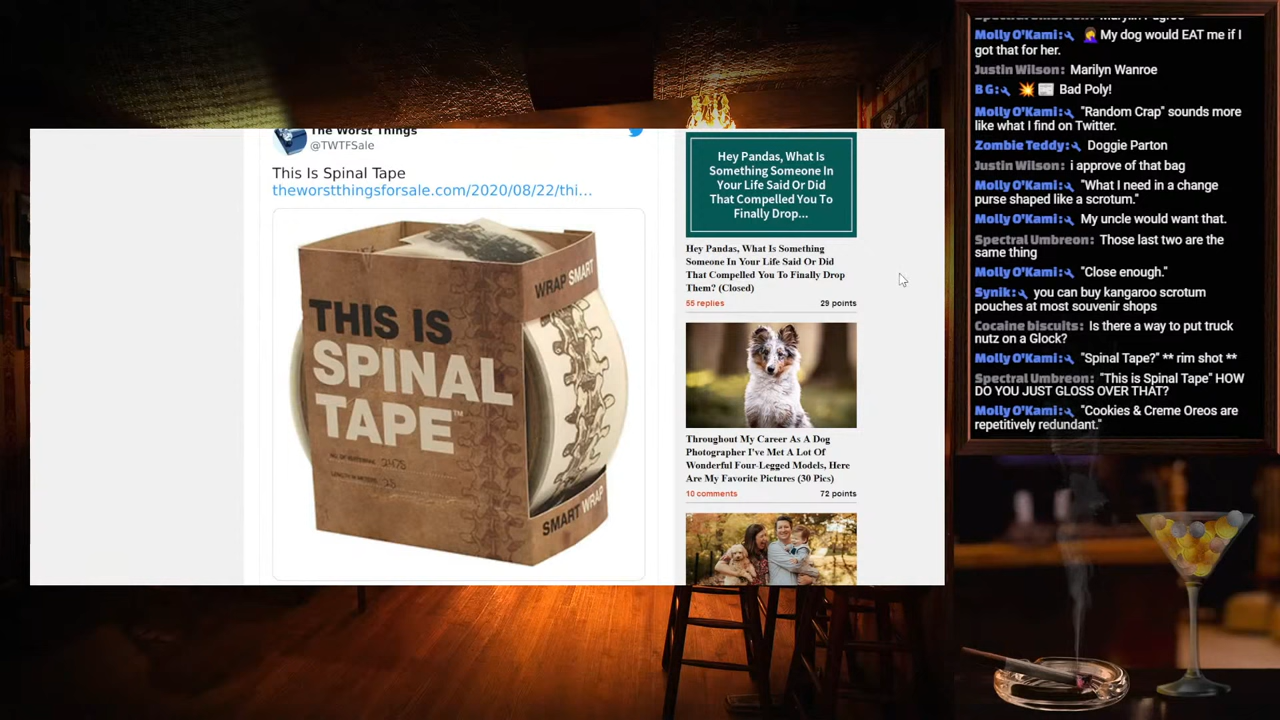 The Worst Things
@TWTFSale
This Is Spinal Tape
theworstthingsforsale.com/2020/08/22/thi...
WRAP SMART
THIS IS
SPINAL
TAPE™
SMART WRAP
Hey Pandas, What Is
Something Someone In
Your Life Said Or Did
That Compelled You To
Finally Drop...
Hey Pandas, What Is Something
Someone In Your Life Said Or Did
That Compelled You To Finally Drop
Them? (Closed)
55 replies 29 points
Throughout My Career As A Dog
Photographer I've Met A Lot Of
Wonderful Four-Legged Models, Here
Are My Favorite Pictures (30 Pics)
10 comments 72 points
Molly O'Kami: 🤦‍♀️ My dog would EAT me if I
got that for her.
Justin Wilson: Marilyn Wanroe
B G: 💥 📰 Bad Poly!
Molly O'Kami: "Random Crap" sounds more
like what I find on Twitter.
Zombie Teddy: Doggie Parton
Justin Wilson: i approve of that bag
Molly O'Kami: "What I need in a change
purse shaped like a scrotum."
Molly O'Kami: My uncle would want that.
Spectral Umbreon: Those last two are the
same thing
Molly O'Kami: "Close enough."
Synik: you can buy kangaroo scrotum
pouches at most souvenir shops
Cocaine biscuits: Is there a way to put truck
nutz on a Glock?
Molly O'Kami: "Spinal Tape?" ** rim shot **
Spectral Umbreon: "This is Spinal Tape" HOW
DO YOU JUST GLOSS OVER THAT?
Molly O'Kami: "Cookies & Creme Oreos are
repetitively redundant."